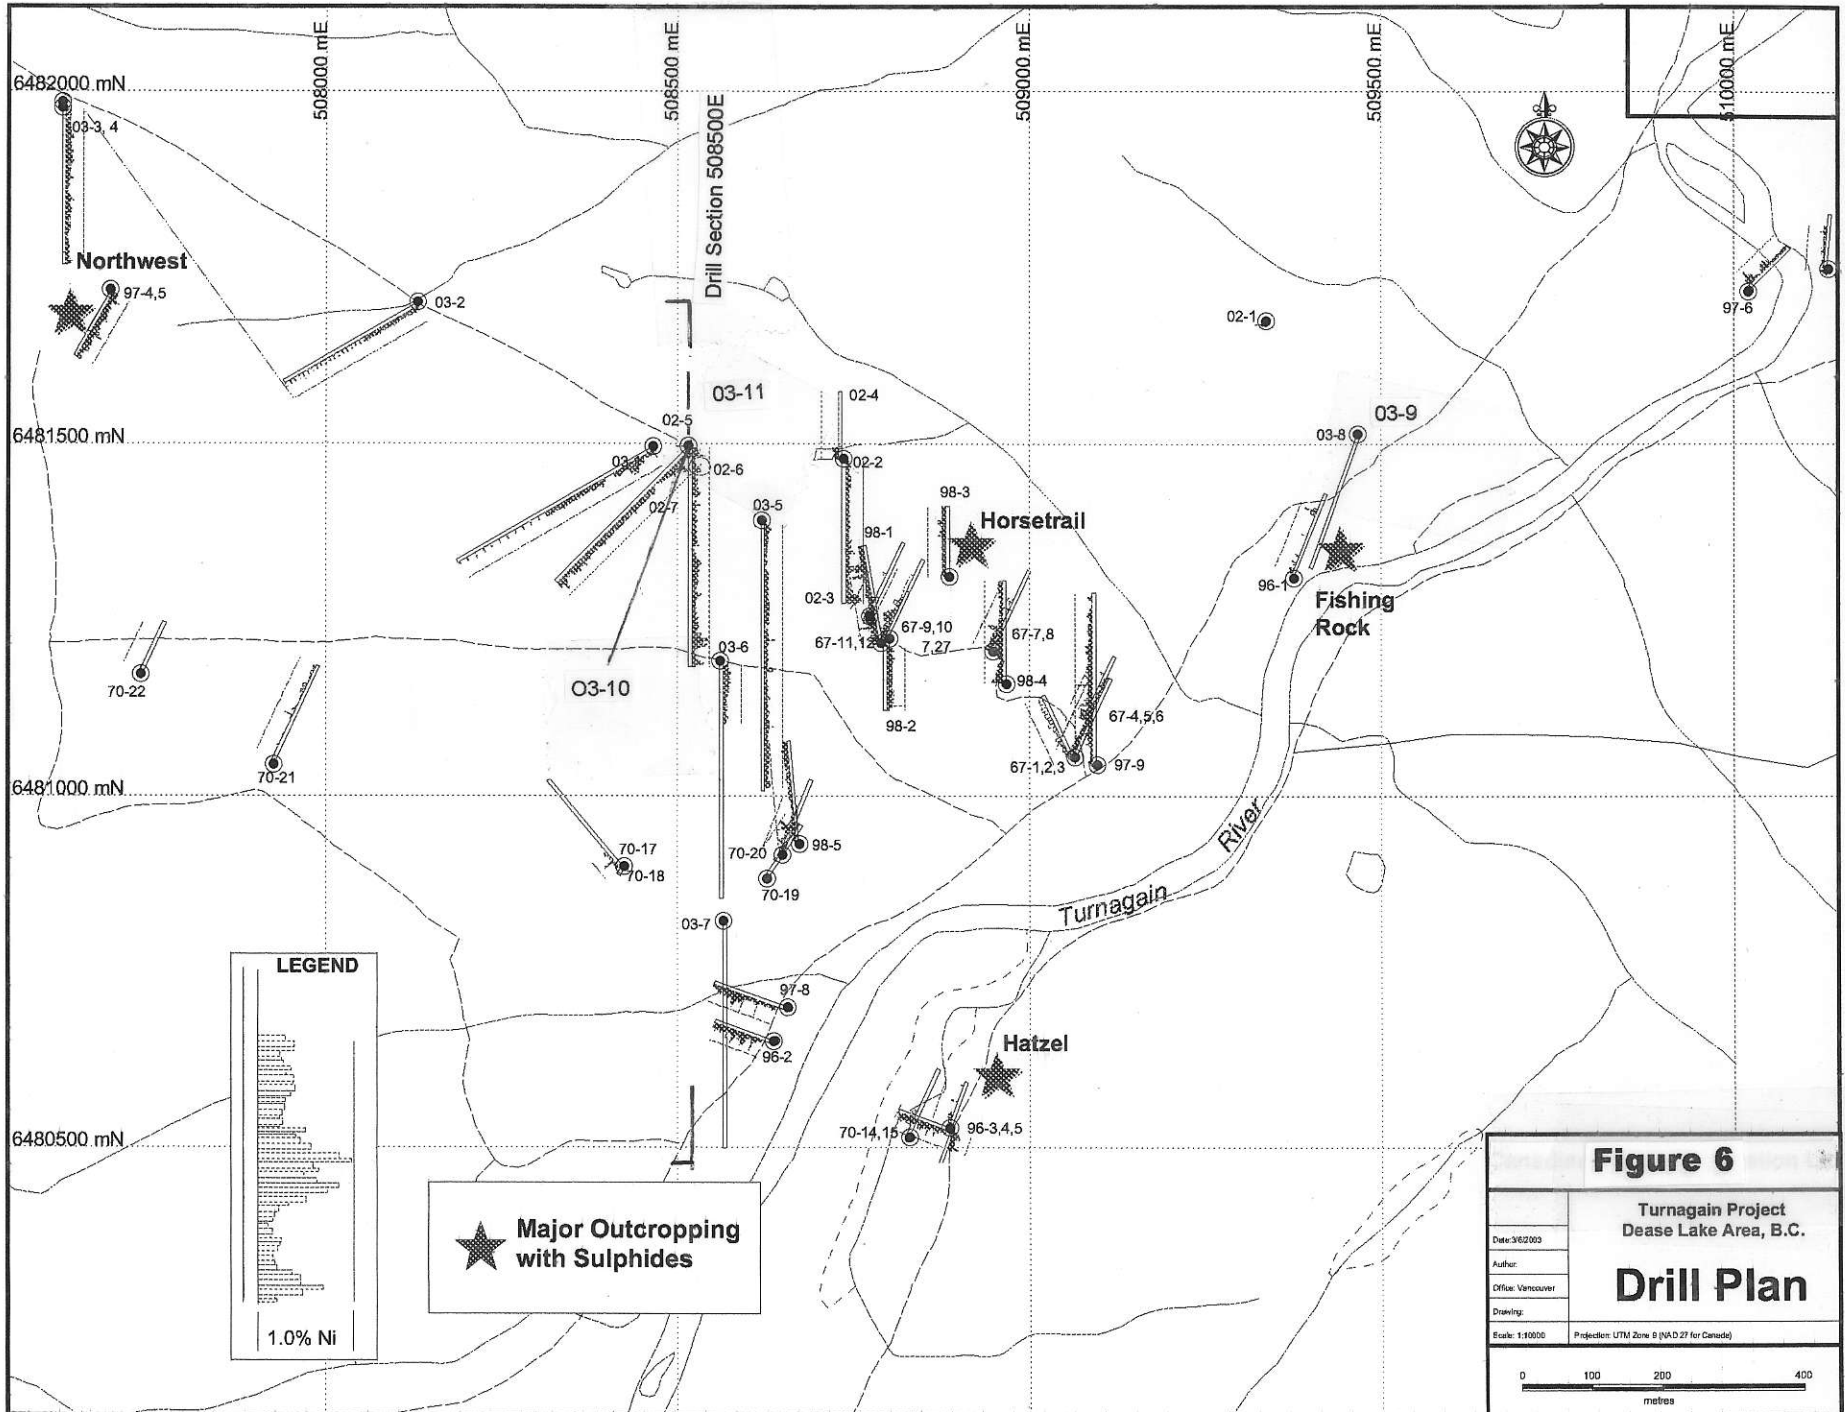 508000 mE
508500 mE
509000 mE
509500 mE
510000 mE
6482000 mN
Drill Section 508500E
03-3, 4
Northwest
97-4,5
03-2
02-1
97-6
03-11
02-4
03-9
02-5
6481500 mN
03-8
02-2
02-6
98-3
02-7
03-5
Horsetrail
98-1
96-1
02-3
Fishing
Rock
67-9,10
67-11,12
7,27
67-7,8
03-6
70-22
O3-10
98-4
98-2
67-4,5,6
70-21
67-1,2,3
97-9
6481000 mN
River
70-17
70-20
98-5
70-18
70-19
Turnagain
03-7
LEGEND
97-8
Hatzel
96-2
6480500 mN
70-14,15
96-3,4,5
1.0% Ni
Major Outcropping
with Sulphides
Figure 6
Turnagain Project
Dease Lake Area, B.C.
Date:3/6/2003
Author:
Office: Vancouver
Drawing:
Drill Plan
Scale: 1:10000
Projection: UTM Zone 9 (NAD 27 for Canada)
0 100 200 400
metres